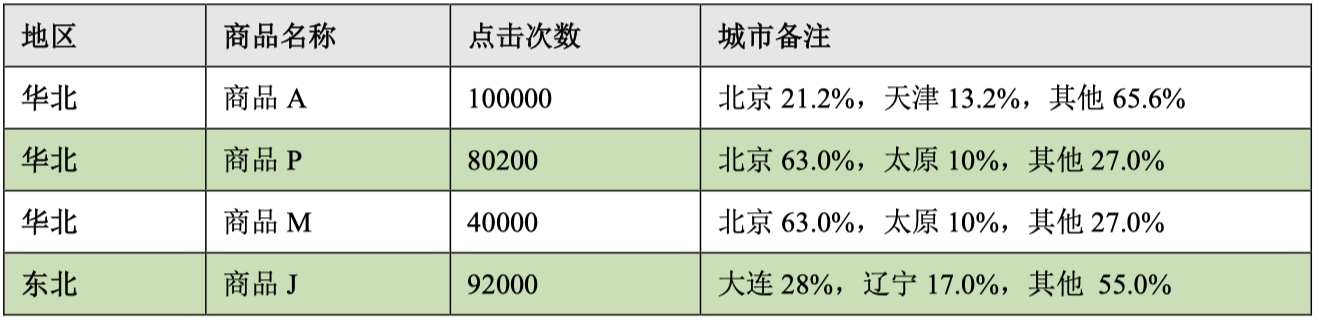 地区 商品名称 点击次数 城市备注
华北 商品 A 100000 北京 21.2%，天津 13.2%，其他 65.6%
华北 商品 P 80200 北京 63.0%，太原 10%，其他 27.0%
华北 商品 M 40000 北京 63.0%，太原 10%，其他 27.0%
东北 商品 J 92000 大连 28%，辽宁 17.0%，其他 55.0%